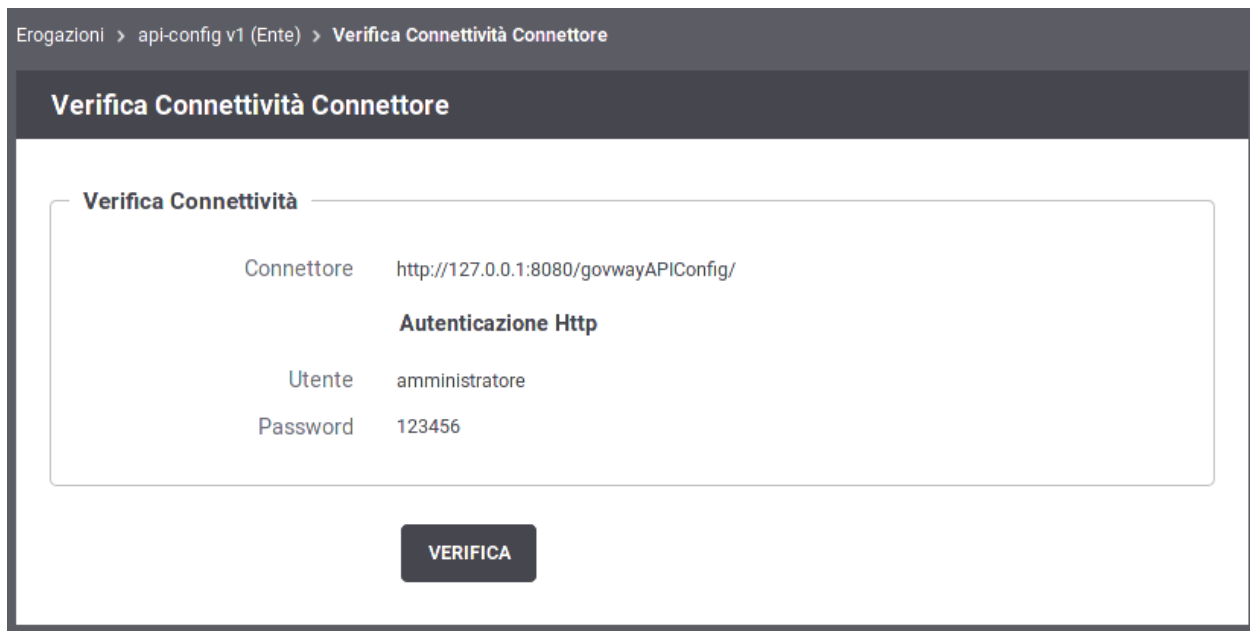 Erogazioni > api-config v1 (Ente) > Verifica Connettività Connettore
Verifica Connettività Connettore
Verifica Connettività
Connettore http://127.0.0.1:8080/govwayAPIConfig/
Autenticazione Http
Utente amministratore
Password 123456
VERIFICA